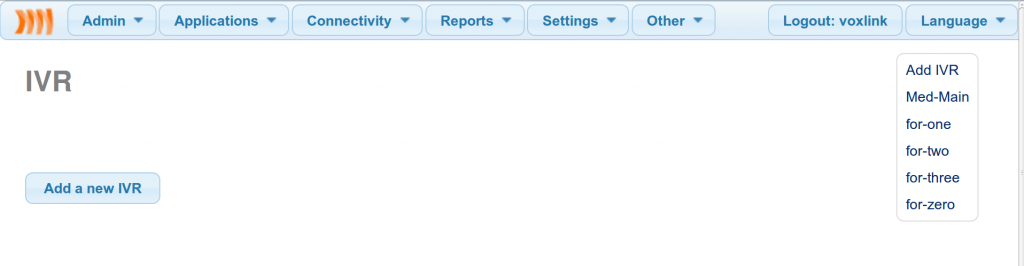 Admin Applications Connectivity Reports Settings Other Logout: voxlink Language
IVR
Add a new IVR
Add IVR
Med-Main
for-one
for-two
for-three
for-zero